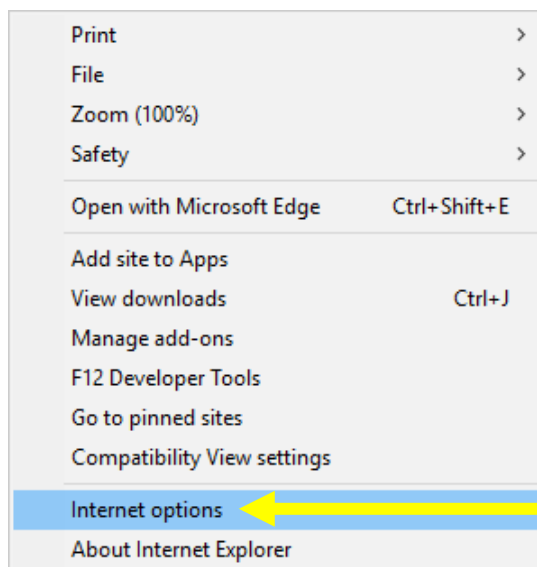 Print
File
Zoom (100%)
Safety
Open with Microsoft Edge Ctrl+Shift+E
Add site to Apps
View downloads Ctrl+J
Manage add-ons
F12 Developer Tools
Go to pinned sites
Compatibility View settings
Internet options
About Internet Explorer